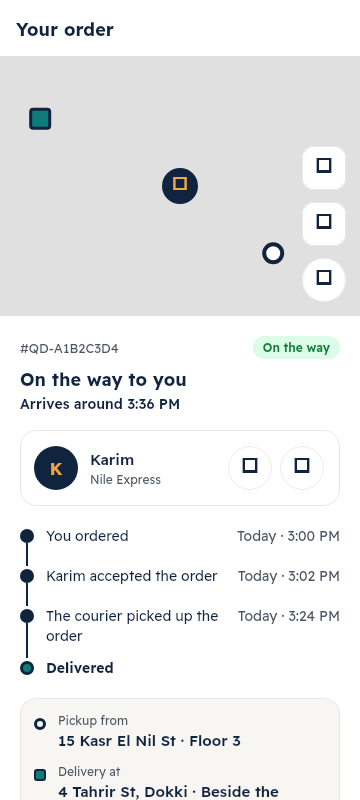 Your order
#QD-A1B2C3D4
On the way
On the way to you
Arrives around 3:36 PM
K
Karim
Nile Express
You ordered
Today · 3:00 PM
Karim accepted the order
Today · 3:02 PM
The courier picked up the
order
Today · 3:24 PM
Delivered
Pickup from
15 Kasr El Nil St · Floor 3
Delivery at
4 Tahrir St, Dokki · Beside the